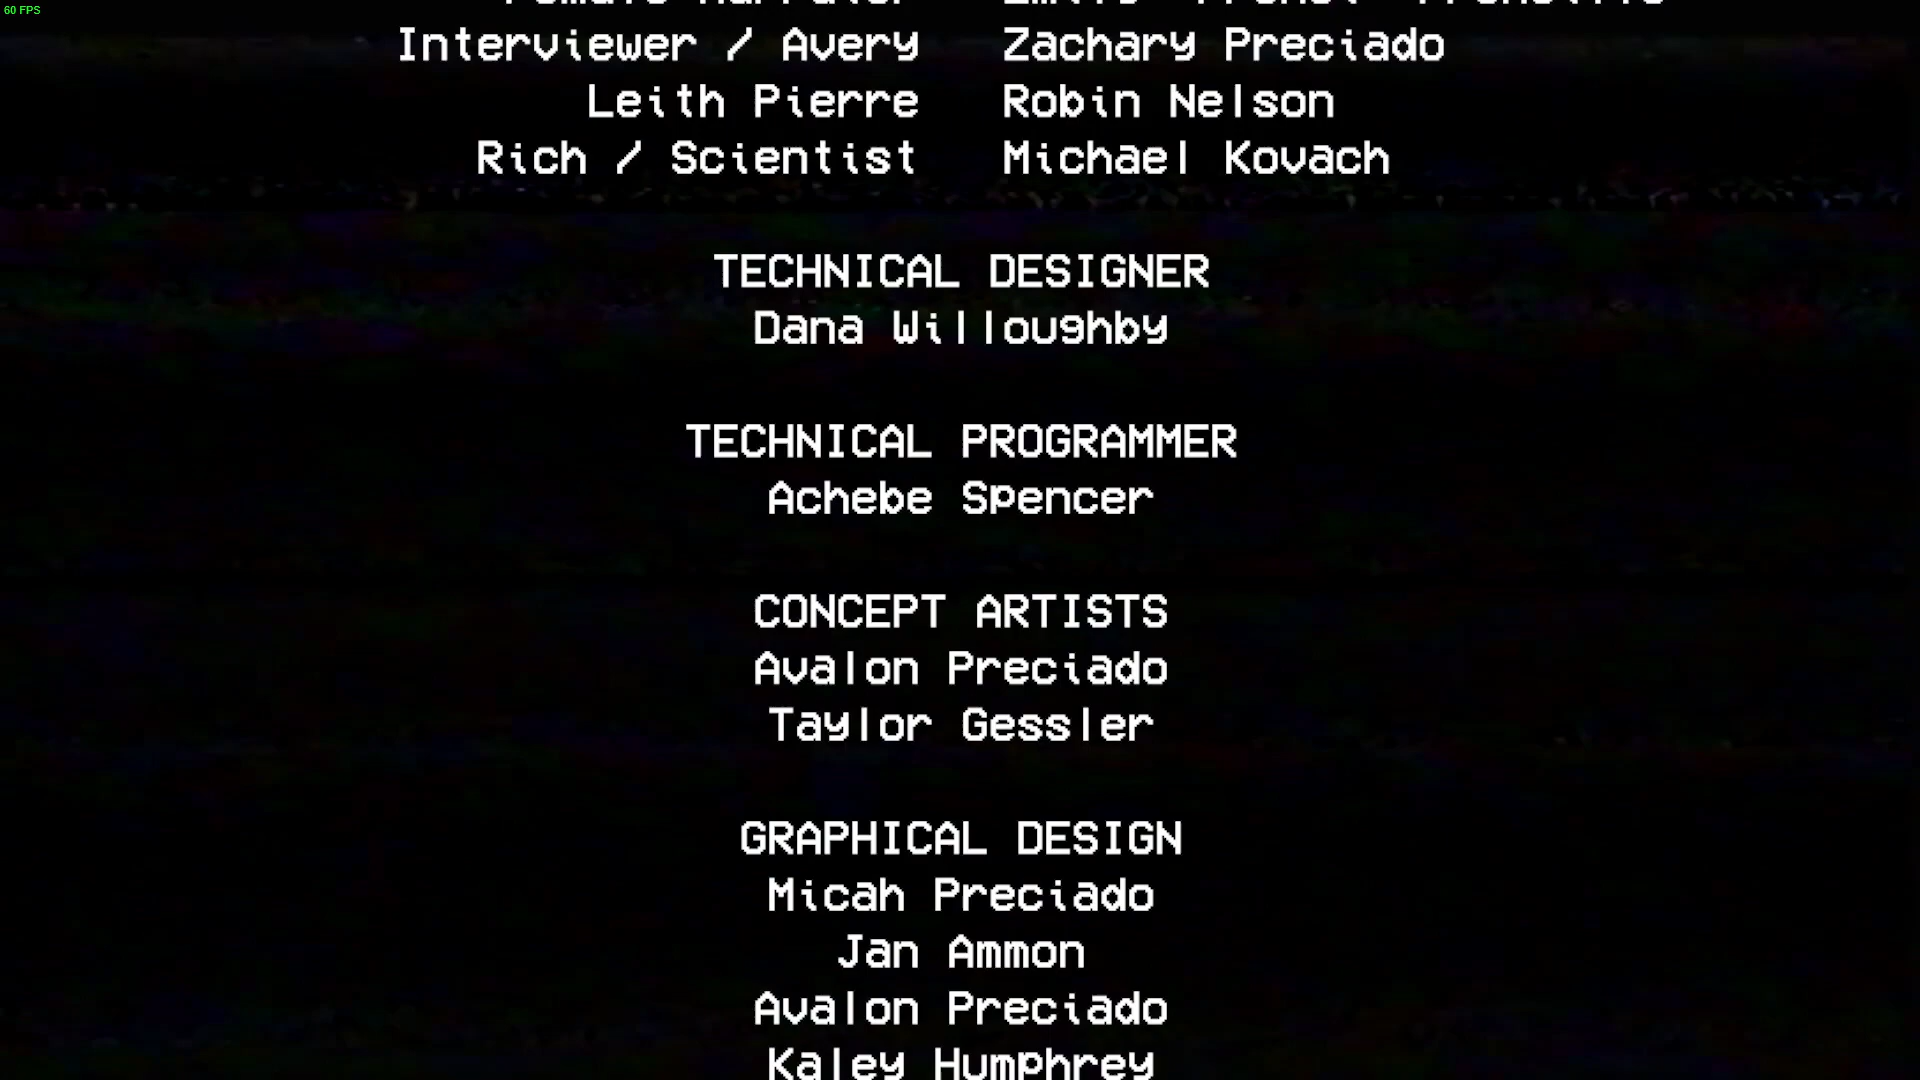 60 FPS
Female Narrator
Interviewer / Avery Zachary Preciado
Leith Pierre Robin Nelson
Rich / Scientist Michael Kovach
TECHNICAL DESIGNER
Dana Willoughby
TECHNICAL PROGRAMMER
Achebe Spencer
CONCEPT ARTISTS
Avalon Preciado
Taylor Gessler
GRAPHICAL DESIGN
Micah Preciado
Jan Ammon
Avalon Preciado
Kaley Humphrey